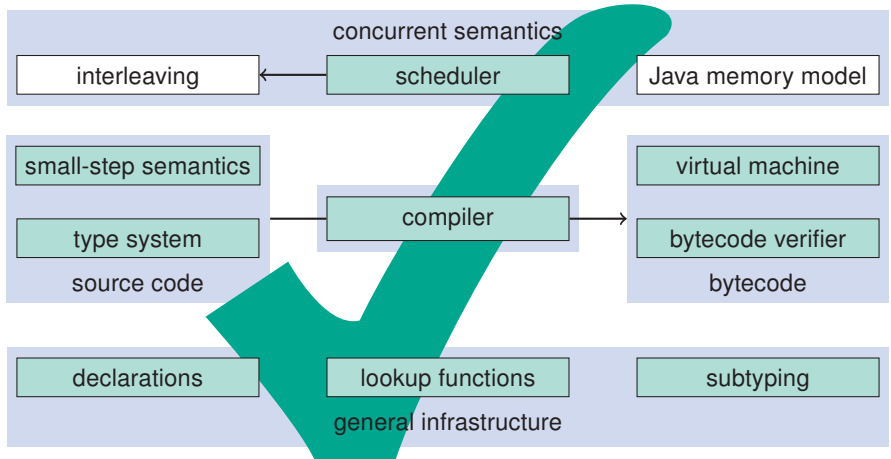 concurrent semantics
interleaving
scheduler
Java memory model
small-step semantics
type system
source code
compiler
virtual machine
bytecode verifier
bytecode
declarations
lookup functions
subtyping
general infrastructure